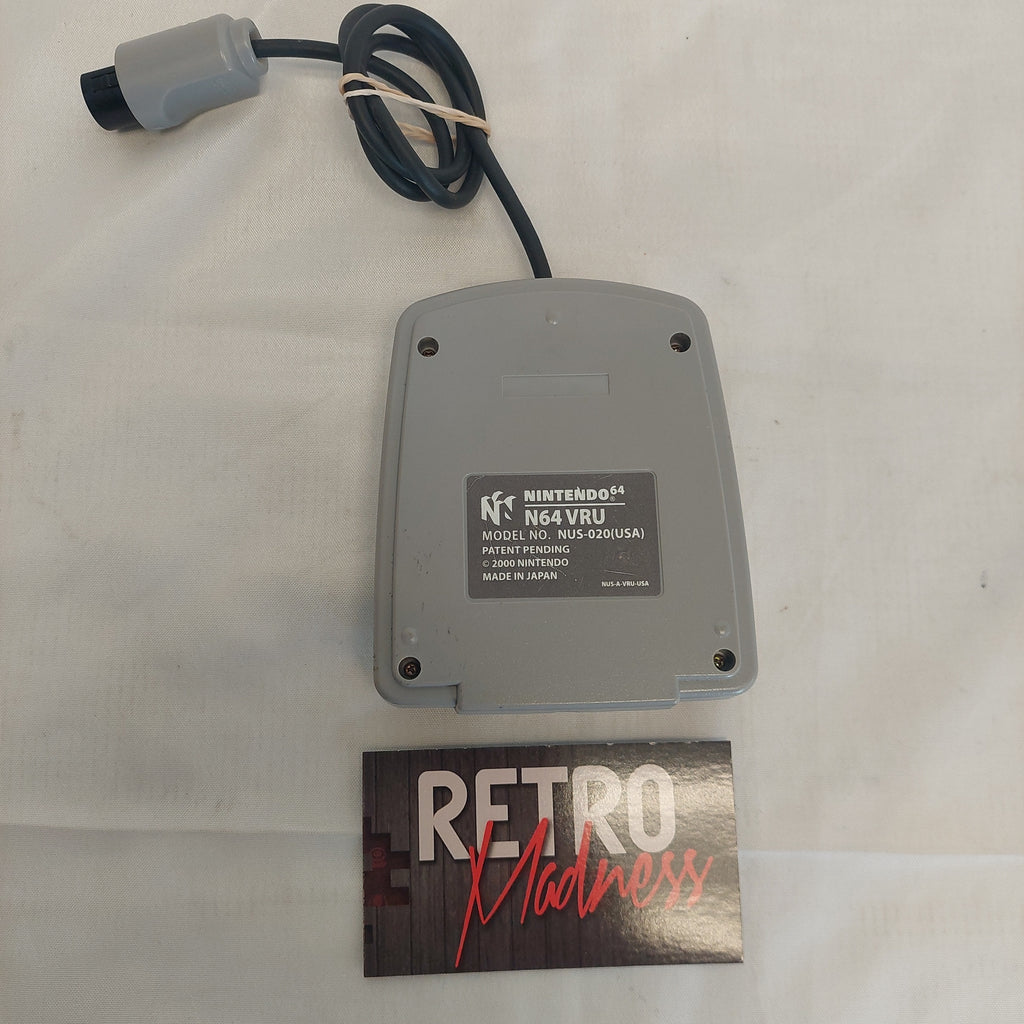 NINTENDO64
N64 VRU
MODEL NO. NUS-020(USA)
PATENT PENDING
© 2000 NINTENDO
MADE IN JAPAN
NUS-A-VRU-USA
RETRO
Madness